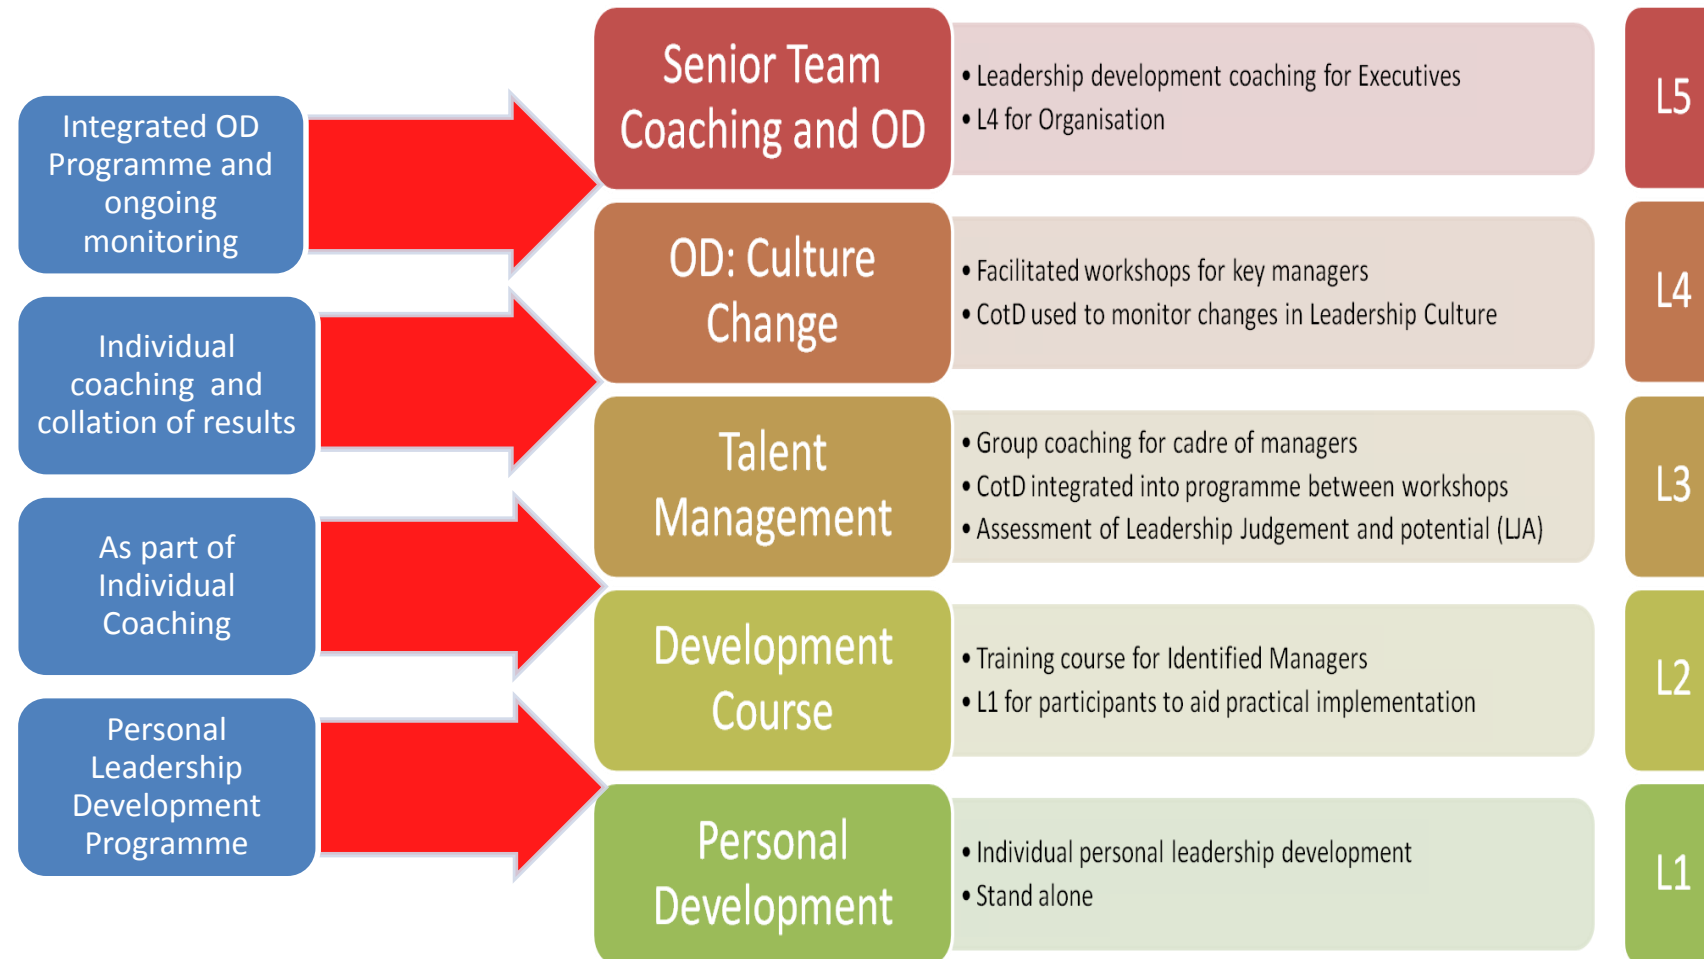 Integrated OD
Programme and
ongoing
monitoring
Individual
coaching and
collation of results
As part of
Individual
Coaching
Personal
Leadership
Development
Programme
Senior Team
Coaching and OD
• Leadership development coaching for Executives
• L4 for Organisation
L5
OD: Culture
Change
• Facilitated workshops for key managers
• CotD used to monitor changes in Leadership Culture
L4
Talent
Management
• Group coaching for cadre of managers
• CotD integrated into programme between workshops
• Assessment of Leadership Judgement and potential (LJA)
L3
Development
Course
• Training course for Identified Managers
• L1 for participants to aid practical implementation
L2
Personal
Development
• Individual personal leadership development
• Stand alone
L1